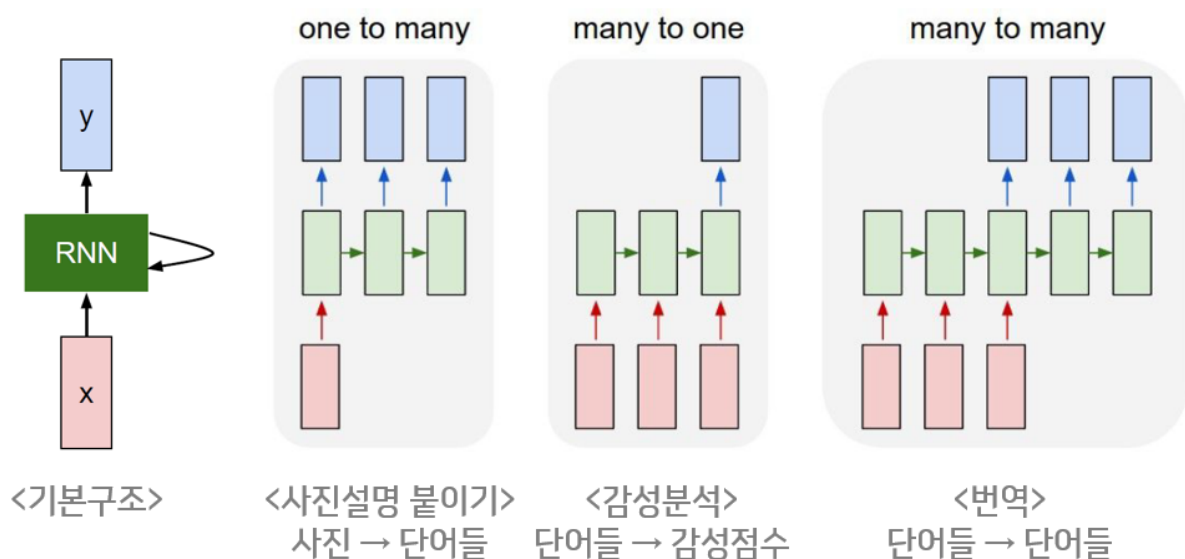 one to many
many to one
many to many
y
RNN
x
<기본구조>
<사진설명 붙이기>
사진 → 단어들
<감성분석>
단어들 → 감성점수
<번역>
단어들 → 단어들